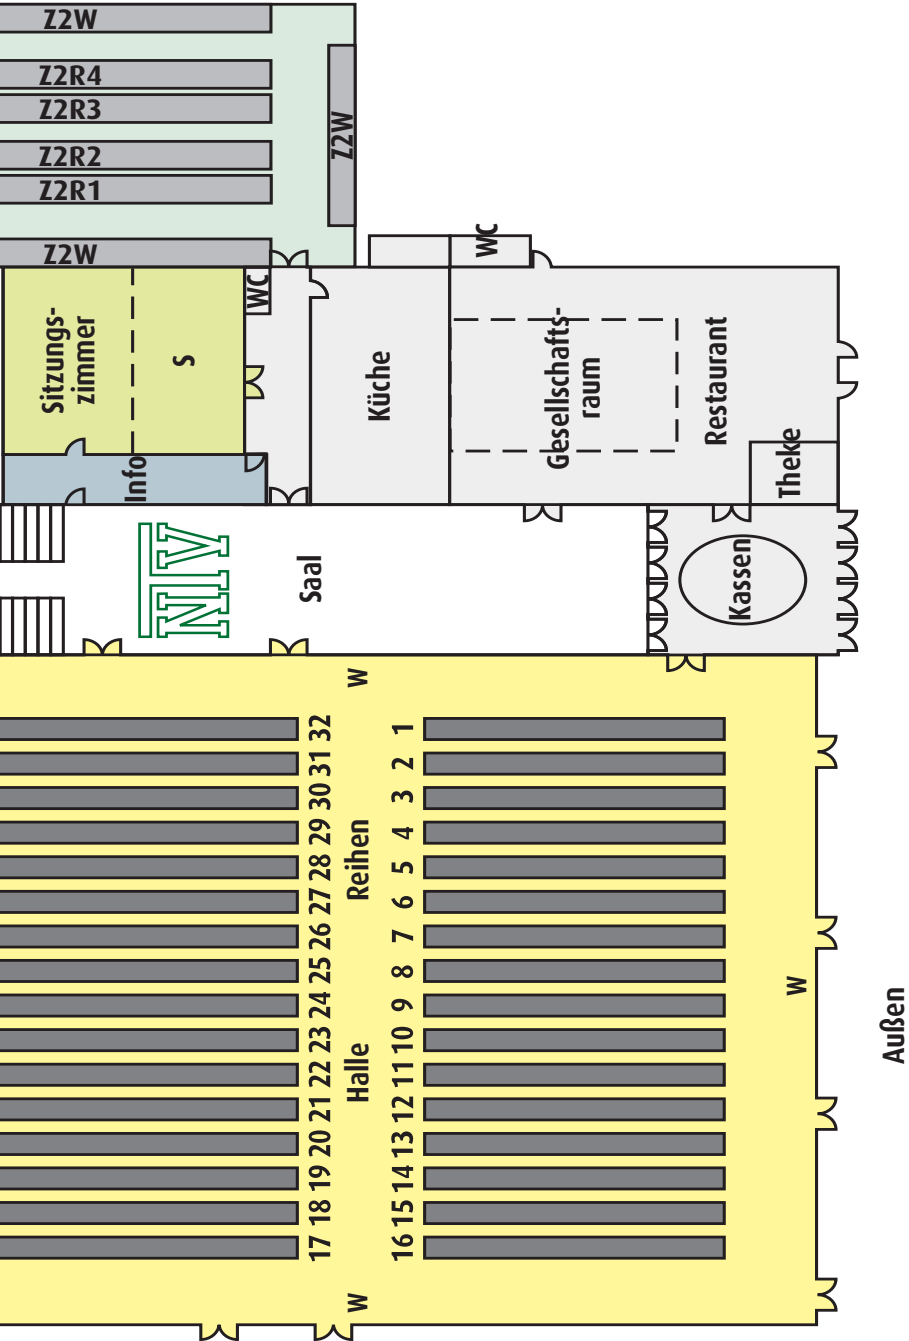 Z2W
Z2R4
Z2R3
Z2R2
Z2R1
Z2W
Z2W
WC
WC
Sitzungs-
zimmer
S
Info
Küche
Gesellschafts-
raum
Restaurant
Theke
Kassen
Saal
NIV
W
32 1
31 2
30 3
29 4
28 5
27 6
26 7
25 8
24 9
23 10
22 11
21 12
20 13
19 14
18 15
17 16
Reihen
Halle
W
W
Außen